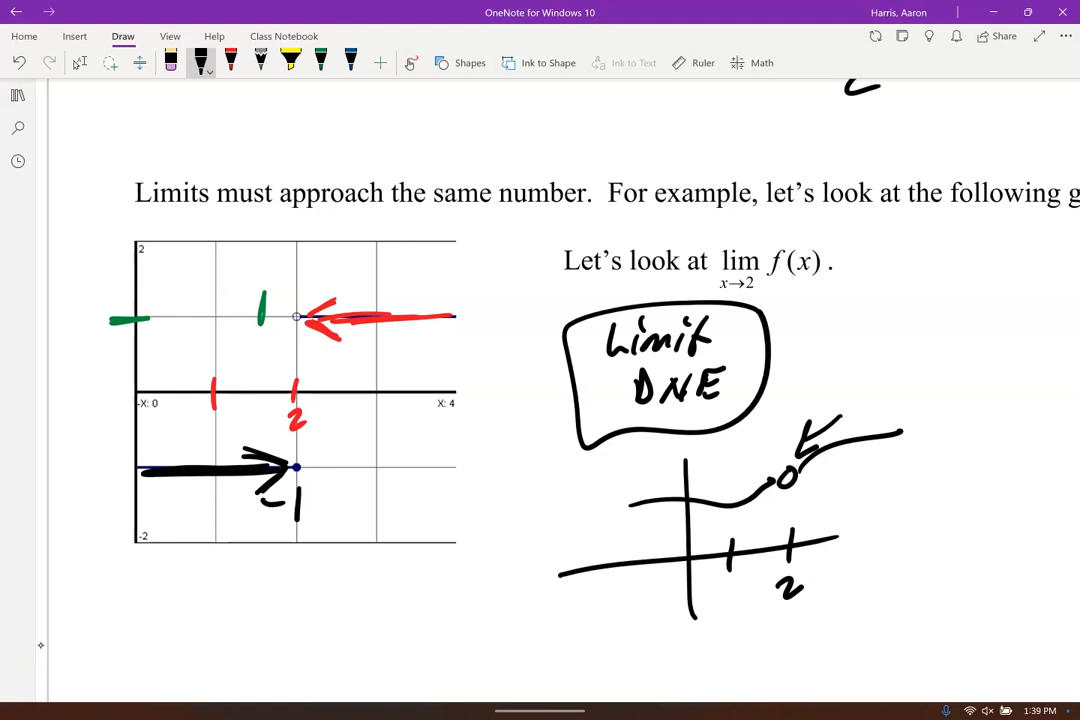 OneNote for Windows 10
Harris, Aaron
Home Insert Draw View Help Class Notebook
Share
Shapes Ink to Shape Ink to Text Ruler Math
Limits must approach the same number. For example, let's look at the following g
2
1
-X: 0
X: 4
2
-1
-2
Let's look at lim f(x).
x→2
Limit
DNE
2
1:39 PM